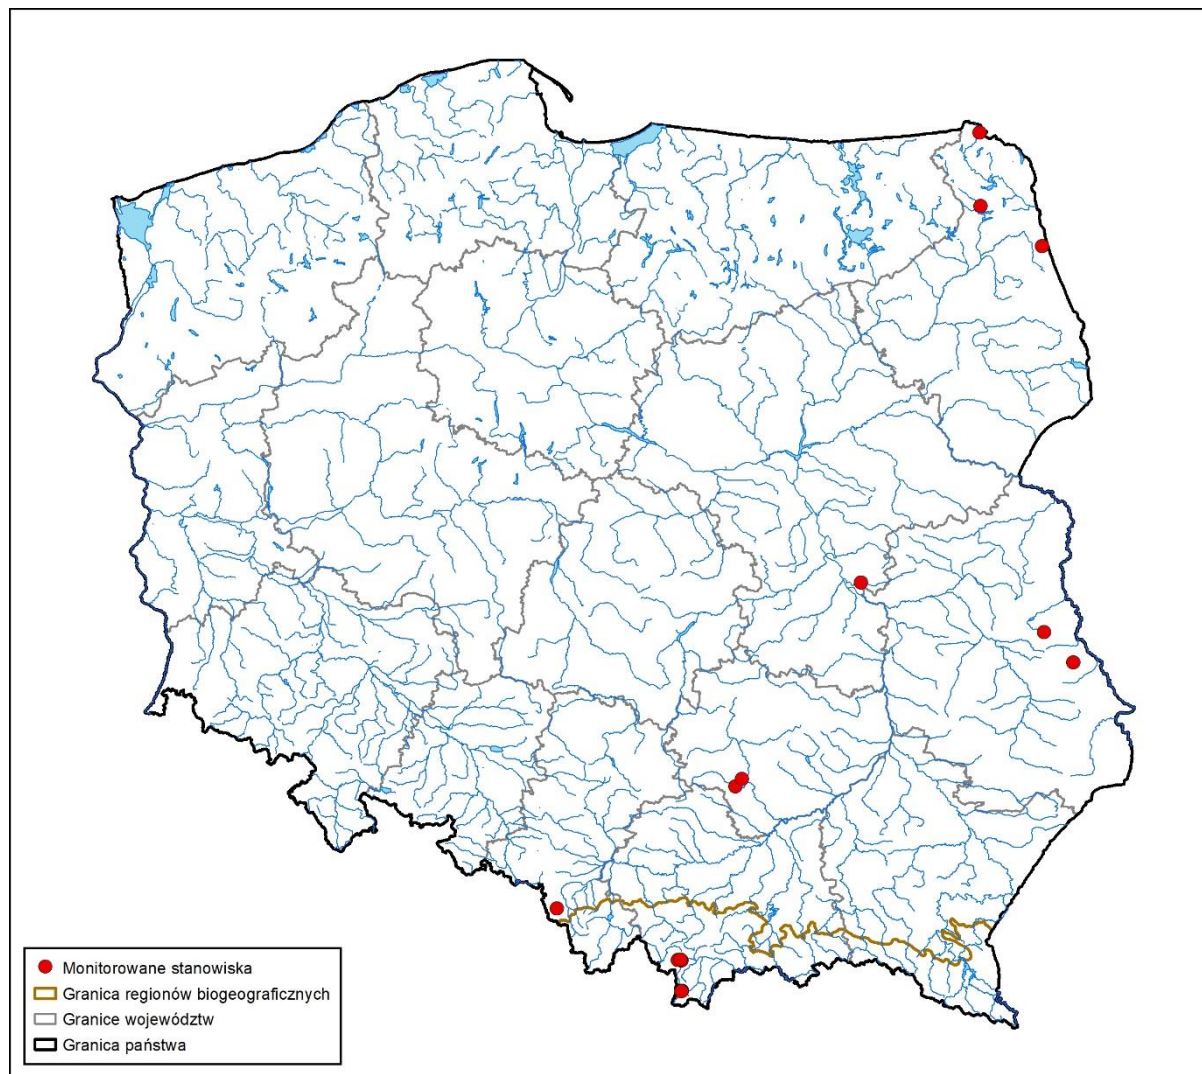 Monitorowane stanowiska
Granica regionów biogeograficznych
Granice województw
Granica państwa